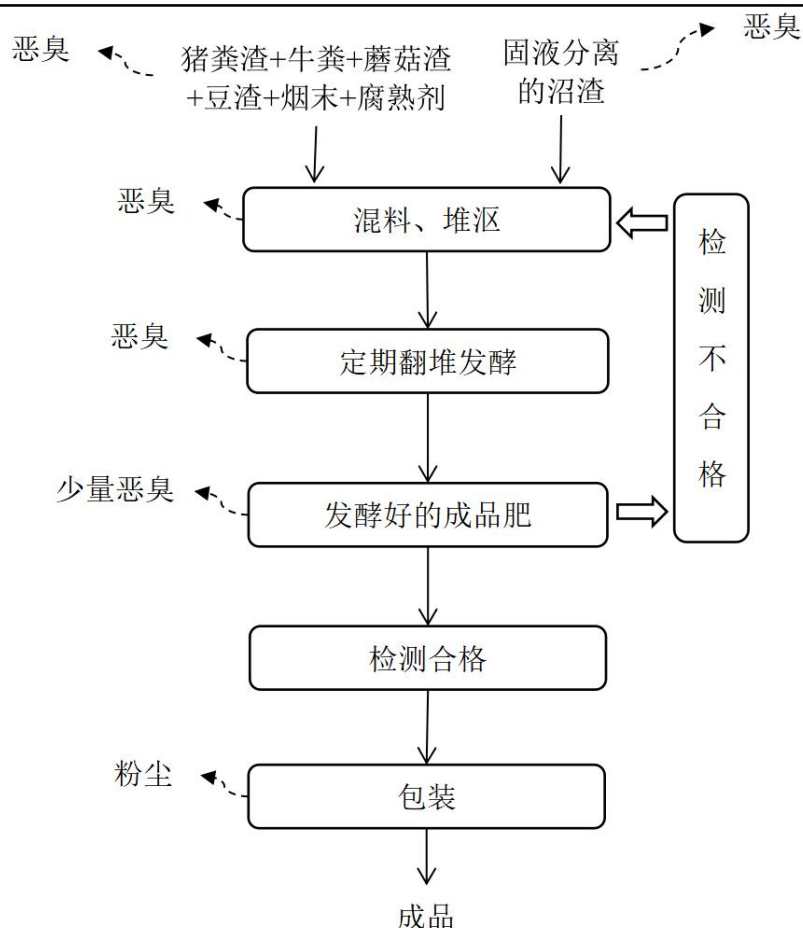 恶臭
恶臭
猪粪渣+牛粪+蘑菇渣
+豆渣+烟末+腐熟剂
固液分离
的沼渣
恶臭
混料、堆沤
检测不合格
恶臭
定期翻堆发酵
少量恶臭
发酵好的成品肥
检测合格
粉尘
包装
成品